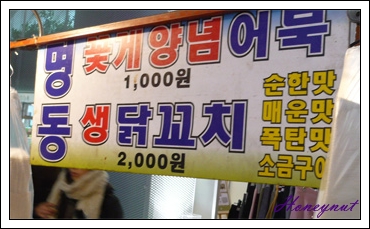 명동
꽃게양념어묵
1,000원
생닭꼬치
2,000원
순한맛
매운맛
폭탄맛
소금구이
Honeynut